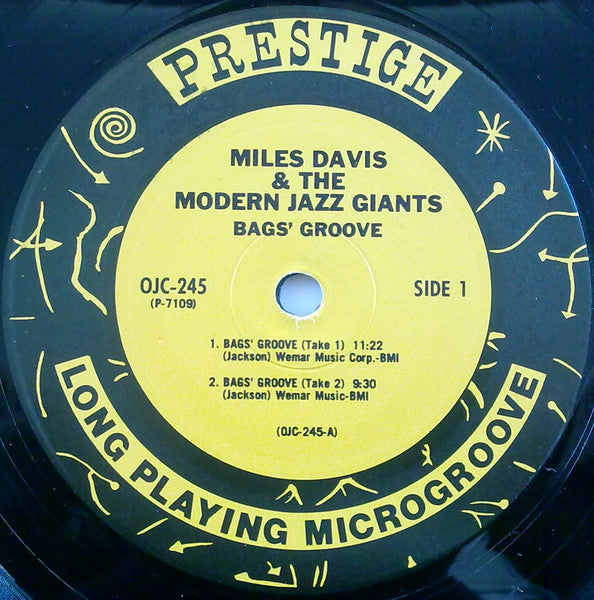 PRESTIGE
MILES DAVIS
& THE
MODERN JAZZ GIANTS
BAGS' GROOVE
OJC-245
(P-7109)
SIDE 1
1. BAGS' GROOVE (Take 1) 11:22
(Jackson) Wemar Music Corp.-BMI
2. BAGS' GROOVE (Take 2) 9:30
(Jackson) Wemar Music-BMI
(OJC-245-A)
LONG PLAYING MICROGROOVE